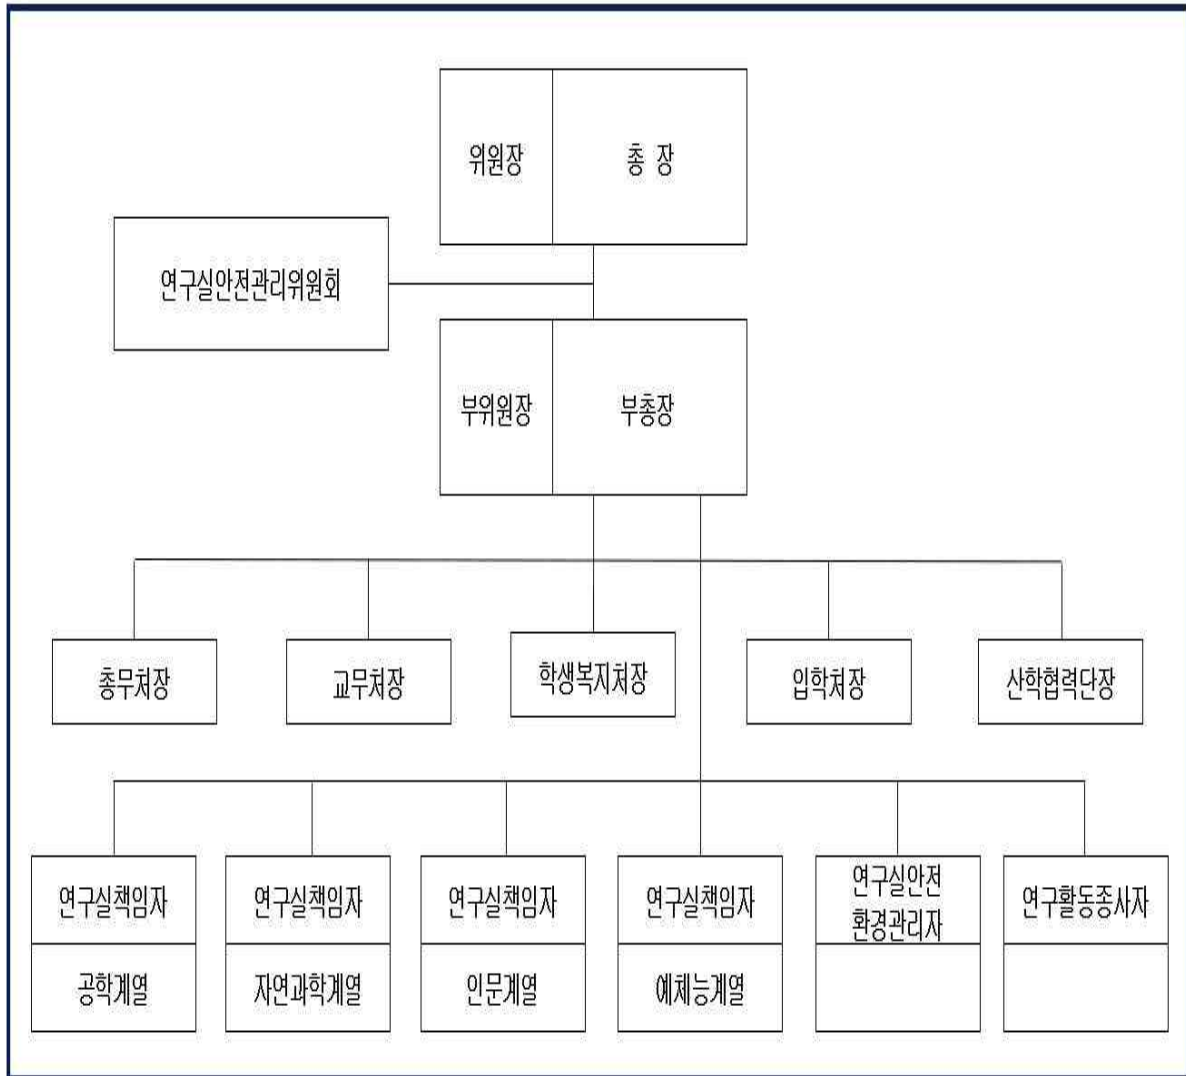 위원장 총 장
연구실안전관리위원회
부위원장 부총장
총무처장 교무처장 학생복지처장 입학처장 산학협력단장
연구실책임자 연구실책임자 연구실책임자 연구실책임자 연구실안전 연구활동종사자
환경관리자
공학계열 자연과학계열 인문계열 예체능계열